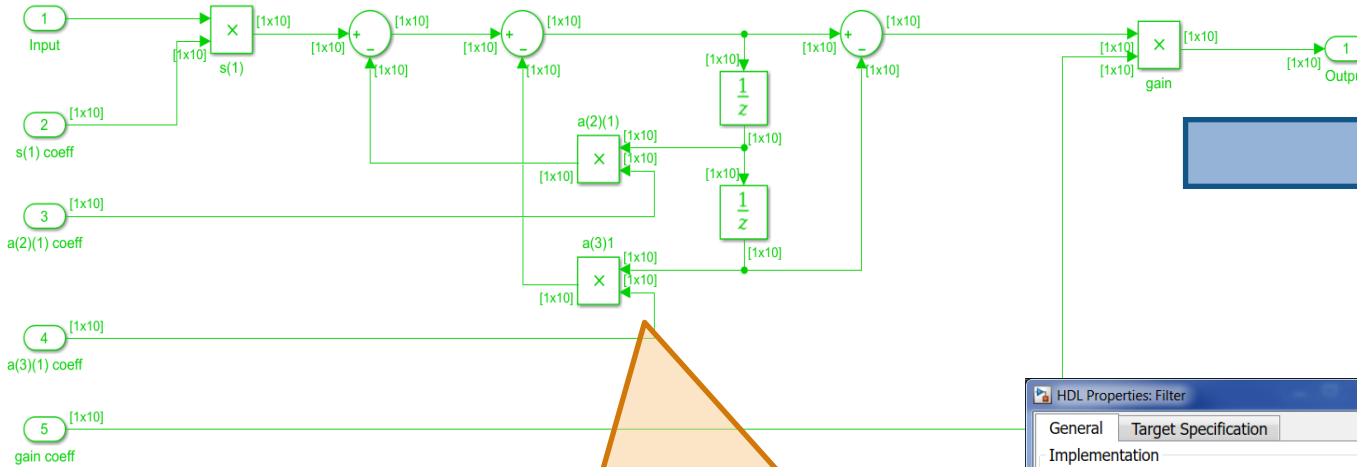 1
Input
[1x10]
×
s(1)
[1x10]
[1x10]
+
−
[1x10]
[1x10]
[1x10]
+
−
[1x10]
[1x10]
[1x10]
+
−
[1x10]
[1x10]
[1x10]
[1x10]
×
gain
[1x10]
[1x10]
1
2
s(1) coeff
[1x10]
[1x10]
1
z
[1x10]
a(2)(1)
×
[1x10]
[1x10]
[1x10]
3
a(2)(1) coeff
[1x10]
[1x10]
1
z
[1x10]
a(3)1
×
[1x10]
[1x10]
[1x10]
4
a(3)(1) coeff
[1x10]
5
gain coeff
[1x10]
HDL Properties: Filter
General
Target Specification
Implementation